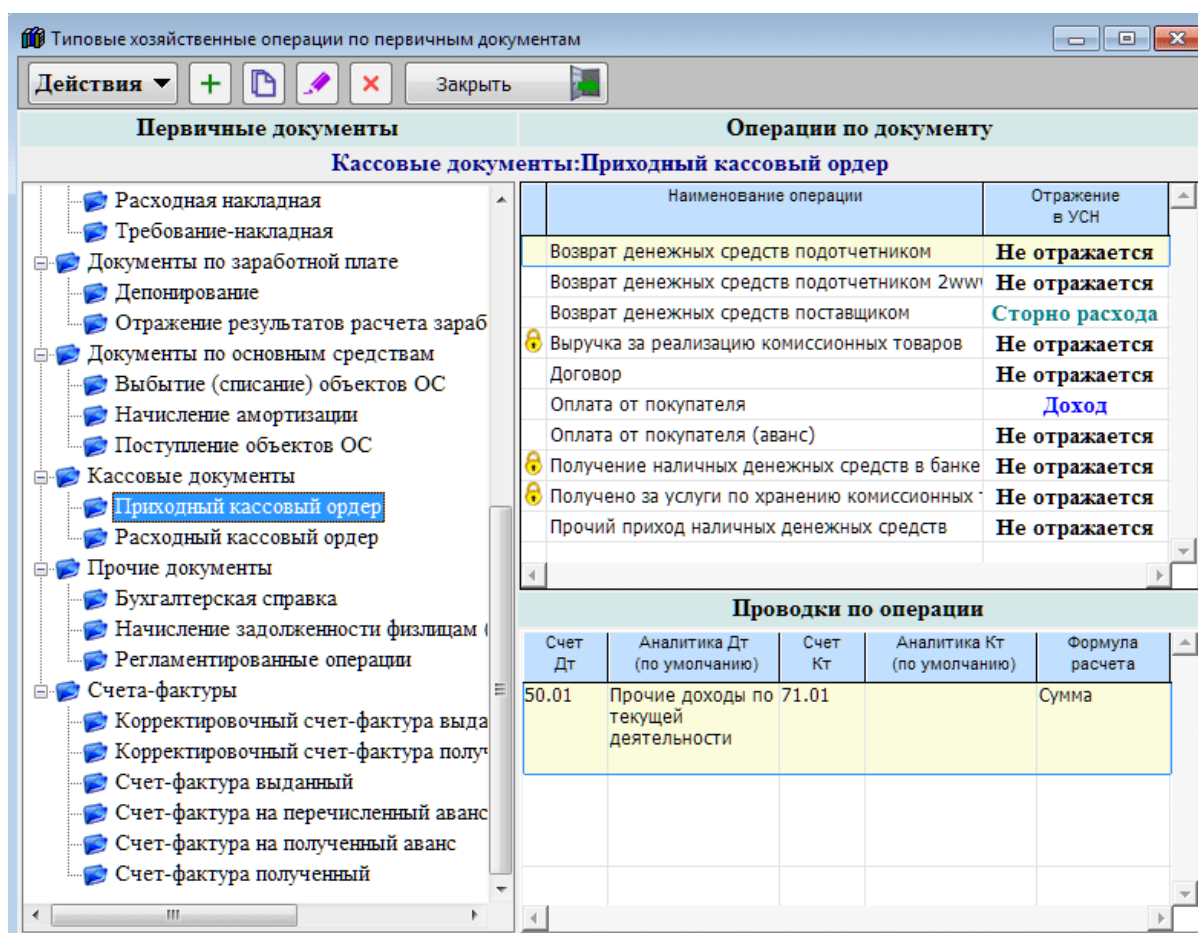 Типовые хозяйственные операции по первичным документам
Действия
Закрыть
Первичные документы
Операции по документу
Кассовые документы:Приходный кассовый ордер
Расходная накладная
Требование-накладная
Документы по заработной плате
Депонирование
Отражение результатов расчета зараб
Документы по основным средствам
Выбытие (списание) объектов ОС
Начисление амортизации
Поступление объектов ОС
Кассовые документы
Приходный кассовый ордер
Расходный кассовый ордер
Прочие документы
Бухгалтерская справка
Начисление задолженности физлицам (
Регламентированные операции
Счета-фактуры
Корректировочный счет-фактура выда
Корректировочный счет-фактура получ
Счет-фактура выданный
Счет-фактура на перечисленный аванс
Счет-фактура на полученный аванс
Счет-фактура полученный
Наименование операции
Отражение
в УСН
Возврат денежных средств подотчетником Не отражается
Возврат денежных средств подотчетником 2www Не отражается
Возврат денежных средств поставщиком Сторно расхода
Выручка за реализацию комиссионных товаров Не отражается
Договор Не отражается
Оплата от покупателя Доход
Оплата от покупателя (аванс) Не отражается
Получение наличных денежных средств в банке Не отражается
Получено за услуги по хранению комиссионных т Не отражается
Прочий приход наличных денежных средств Не отражается
Проводки по операции
Счет Аналитика Дт Счет Аналитика Кт Формула
Дт (по умолчанию) Кт (по умолчанию) расчета
50.01 Прочие доходы по 71.01 Сумма
текущей
деятельности